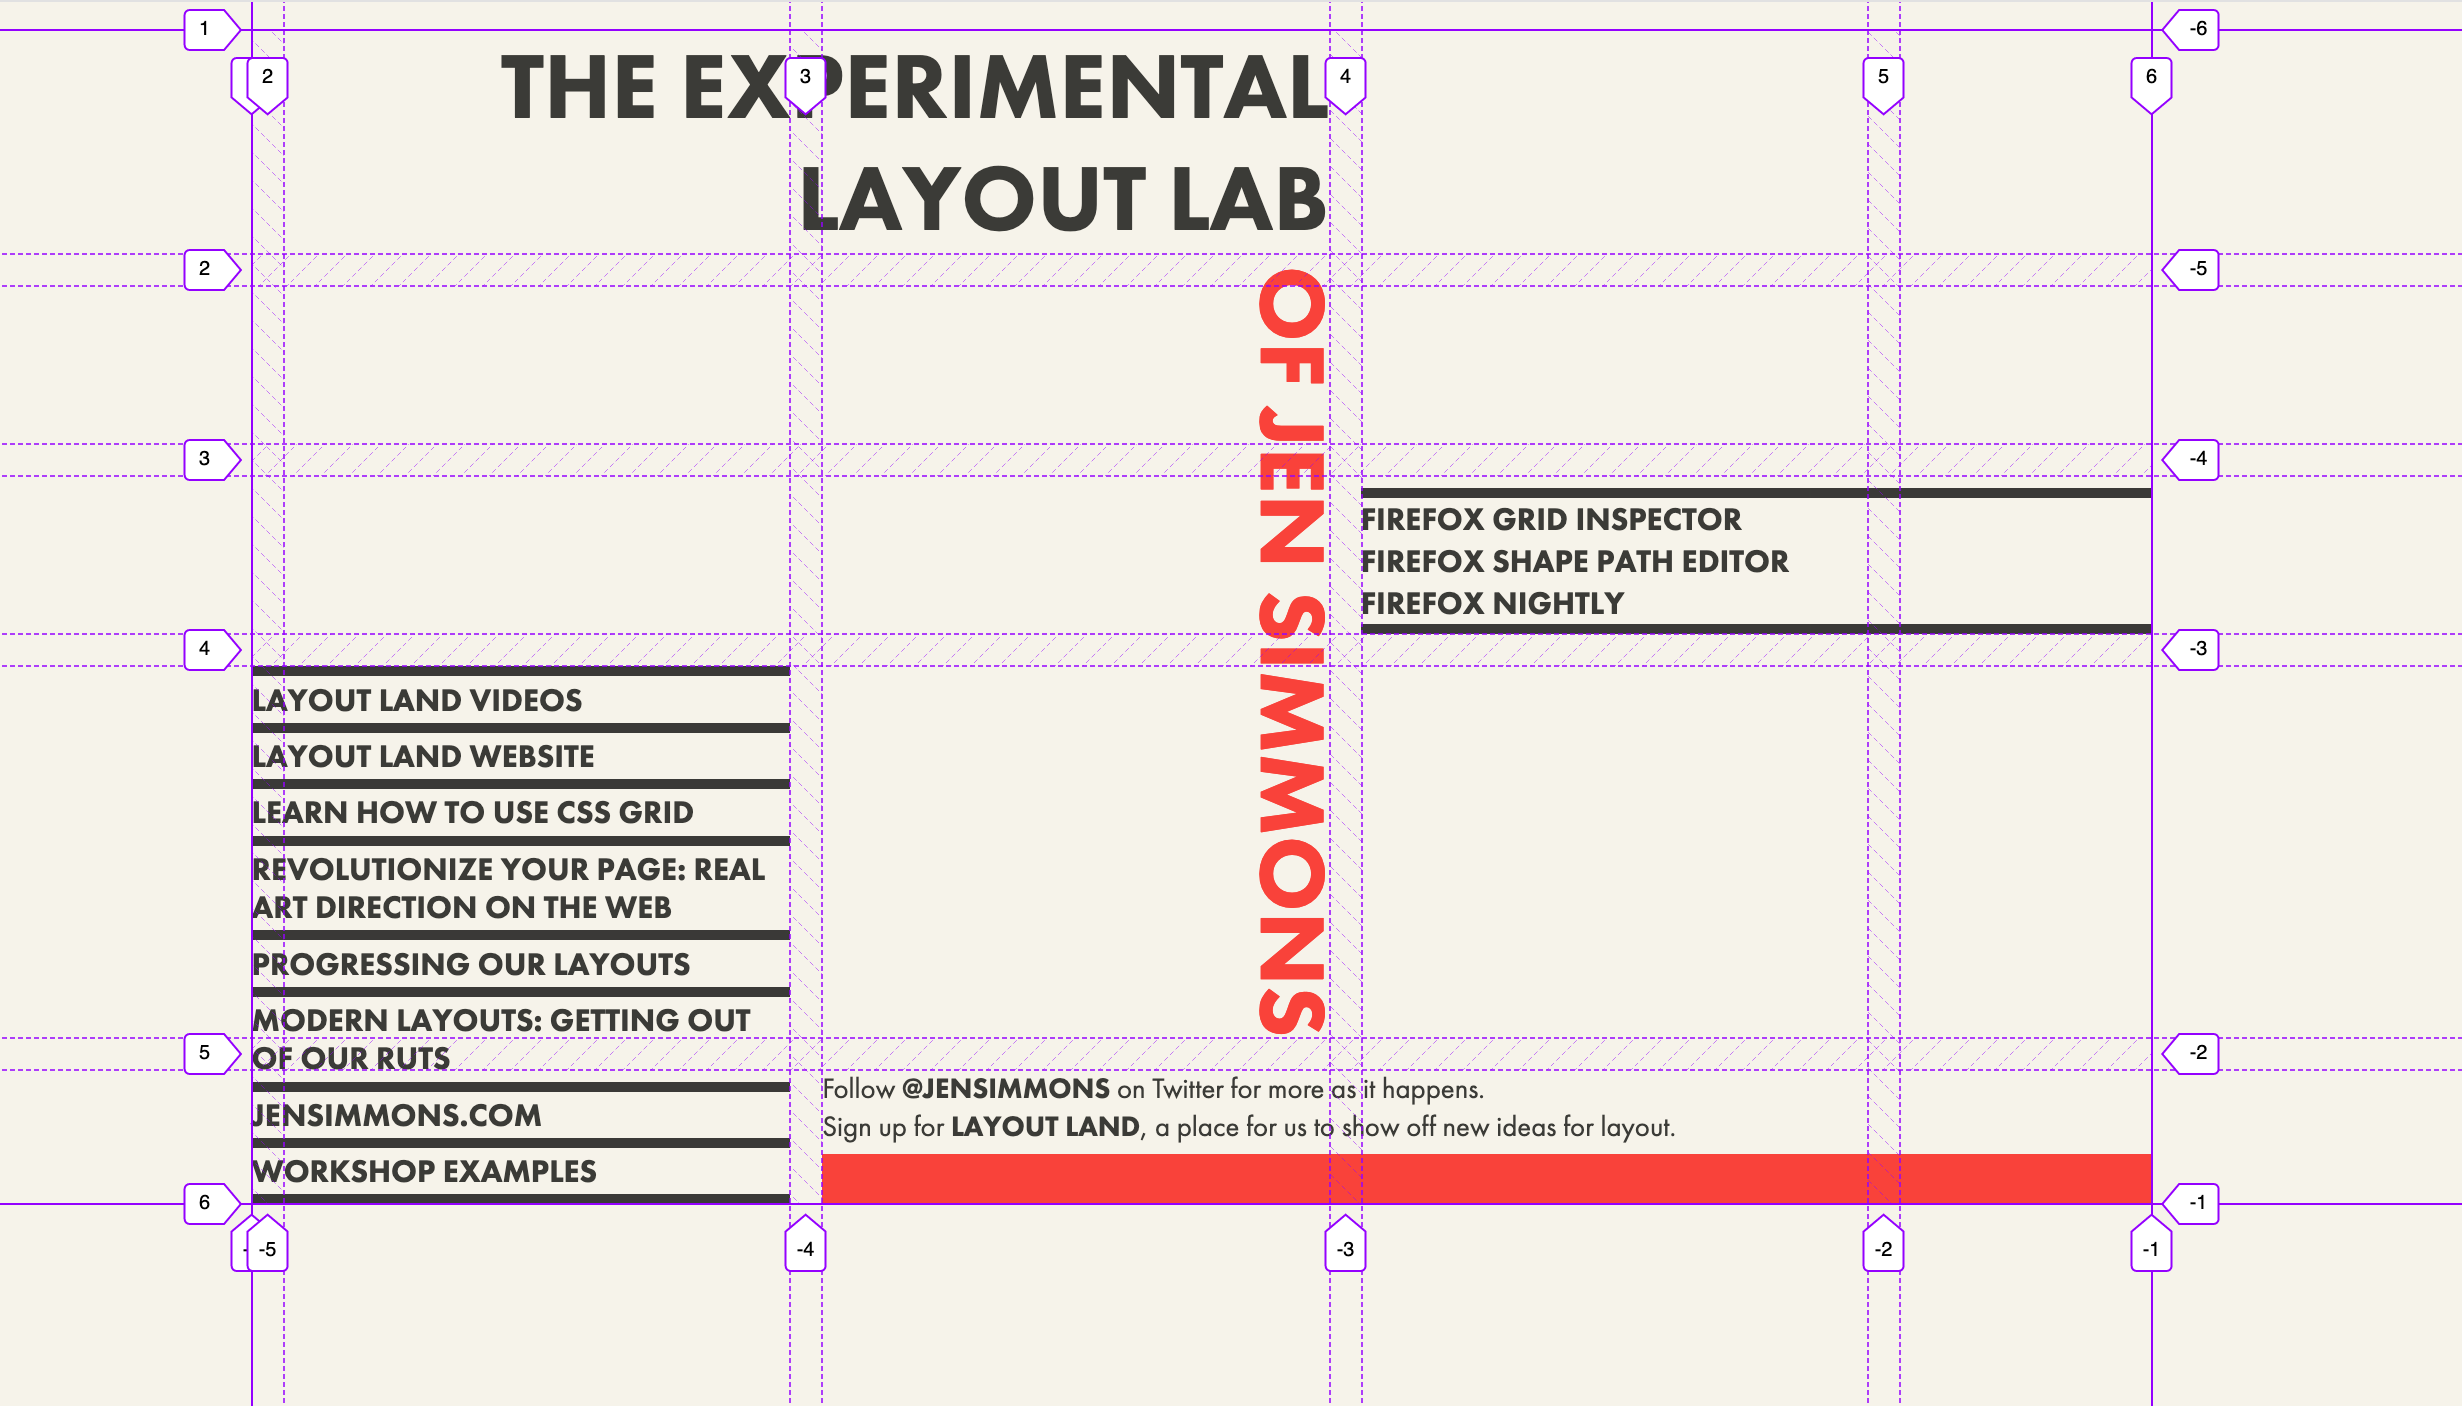 1
-6
2
3
4
5
6
THE EXPERIMENTAL
LAYOUT LAB
2
-5
OF JEN SIMMONS
3
-4
FIREFOX GRID INSPECTOR
FIREFOX SHAPE PATH EDITOR
FIREFOX NIGHTLY
4
-3
LAYOUT LAND VIDEOS
LAYOUT LAND WEBSITE
LEARN HOW TO USE CSS GRID
REVOLUTIONIZE YOUR PAGE: REAL
ART DIRECTION ON THE WEB
PROGRESSING OUR LAYOUTS
MODERN LAYOUTS: GETTING OUT
OF OUR RUTS
5
-2
JENSIMMONS.COM
WORKSHOP EXAMPLES
Follow @JENSIMMONS on Twitter for more as it happens.
Sign up for LAYOUT LAND, a place for us to show off new ideas for layout.
6
-1
-5
-4
-3
-2
-1